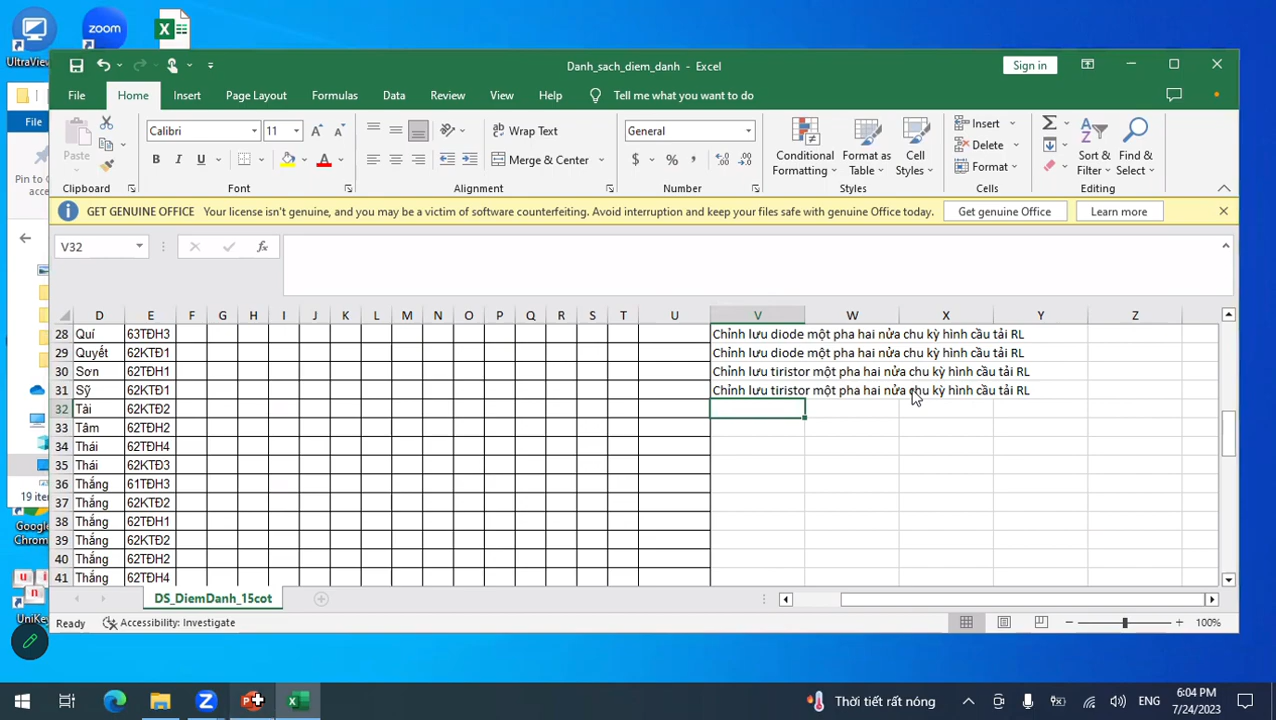 UltraView
zoom
Danh_sach_diem_danh - Excel
Sign in
File
Home
Insert
Page Layout
Formulas
Data
Review
View
Help
Tell me what you want to do
Paste
Clipboard
Calibri
11
B I U
Font
Wrap Text
Merge & Center
Alignment
General
$ % ,
Number
Conditional Formatting
Format as Table
Cell Styles
Styles
Insert
Delete
Format
Cells
Sort & Filter
Find & Select
Editing
GET GENUINE OFFICE Your license isn't genuine, and you may be a victim of software counterfeiting. Avoid interruption and keep your files safe with genuine Office today.
Get genuine Office
Learn more
File
Pin to Q
acce
V32
fx
D E F G H I J K L M N O P Q R S T U V W X Y Z
28 Quí 63TĐH3 Chỉnh lưu diode một pha hai nửa chu kỳ hình cầu tải RL
29 Quyết 62KTĐ1 Chỉnh lưu diode một pha hai nửa chu kỳ hình cầu tải RL
30 Sơn 62TĐH1 Chỉnh lưu tiristor một pha hai nửa chu kỳ hình cầu tải RL
31 Sỹ 62KTĐ1 Chỉnh lưu tiristor một pha hai nửa chu kỳ hình cầu tải RL
32 Tài 62KTĐ2
33 Tâm 62TĐH2
34 Thái 62TĐH4
35 Thái 62KTĐ3
36 Thắng 61TĐH3
37 Thắng 62KTĐ2
38 Thắng 62TĐH1
39 Thắng 62KTĐ2
40 Thắng 62TĐH2
41 Thắng 62TĐH4
19 item
Google
Chrom
UniKey
DS_DiemDanh_15cot
Ready
Accessibility: Investigate
100%
Thời tiết rất nóng
ENG
6:04 PM
7/24/2023